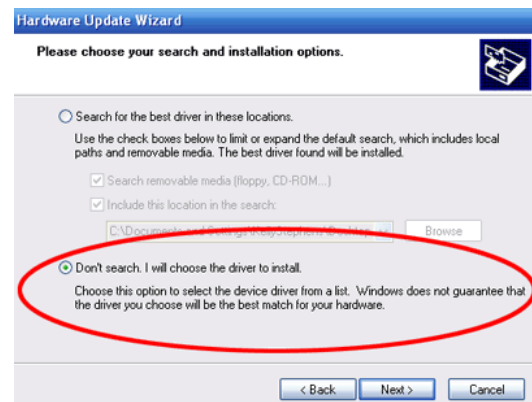 Hardware Update Wizard
Please choose your search and installation options.
Search for the best driver in these locations.
Use the check boxes below to limit or expand the default search, which includes local
paths and removable media. The best driver found will be installed.
Search removable media (floppy, CD-ROM...)
Include this location in the search:
C:\Documents and Settings\KellyStephens\Desktop
Browse
Don't search. I will choose the driver to install.
Choose this option to select the device driver from a list. Windows does not guarantee that
the driver you choose will be the best match for your hardware.
< Back
Next >
Cancel